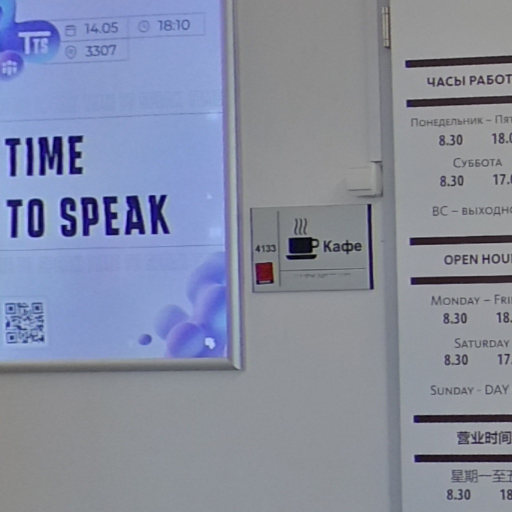 TTS
14.05 18:10
3307
TIME
TO SPEAK
4133 Кафе
ЧАСЫ РАБОТ
ПОНЕДЕЛЬНИК – ПЯТ
8.30 18.0
СУББОТА
8.30 17.0
ВС – ВЫХОДНО
OPEN HOU
MONDAY – FRI
8.30 18.
SATURDAY
8.30 17.
SUNDAY - DAY
营业时间
星期一至五
8.30 18